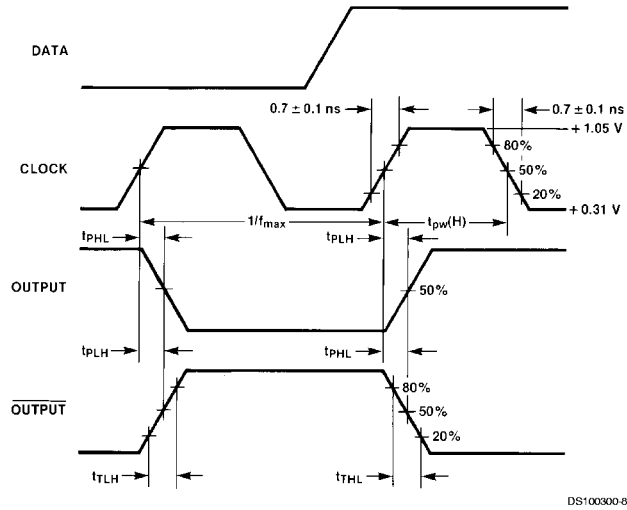 DATA
0.7 ± 0.1 ns
0.7 ± 0.1 ns
+ 1.05 V
80%
CLOCK
50%
20%
+ 0.31 V
1/fmax
tpw(H)
tPHL
tPLH
OUTPUT
50%
tPLH
tPHL
80%
OUTPUT
50%
20%
tTLH
tTHL
DS100300-8